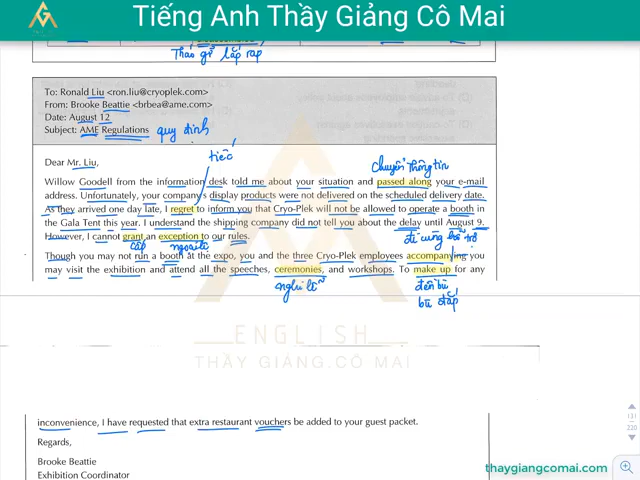 Tiếng Anh Thầy Giảng Cô Mai
Tháo gỡ lắp ráp
To: Ronald Liu <ron.liu@cryoplek.com>
From: Brooke Beattie <brbea@ame.com>
Date: August 12
Subject: AME Regulations quy định
tiếc
Dear Mr. Liu,
chuyển thông tin
Willow Goodell from the information desk told me about your situation and passed along your e-mail
address. Unfortunately, your company's display products were not delivered on the scheduled delivery date.
As they arrived one day late, I regret to inform you that Cryo-Plek will not be allowed to operate a booth in
the Gala Tent this year. I understand the shipping company did not tell you about the delay until August 9.
However, I cannot grant an exception to our rules.
cấp
ngoại lệ
đi cùng hỗ trợ
Though you may not run a booth at the expo, you and the three Cryo-Plek employees accompanying you
may visit the exhibition and attend all the speeches, ceremonies, and workshops. To make up for any
nghi lễ
đền bù
bù đắp
ENGLISH
THẦY GIẢNG.CÔ MAI
inconvenience, I have requested that extra restaurant vouchers be added to your guest packet.
Regards,
Brooke Beattie
Exhibition Coordinator
131
220
thaygiangcomai.com